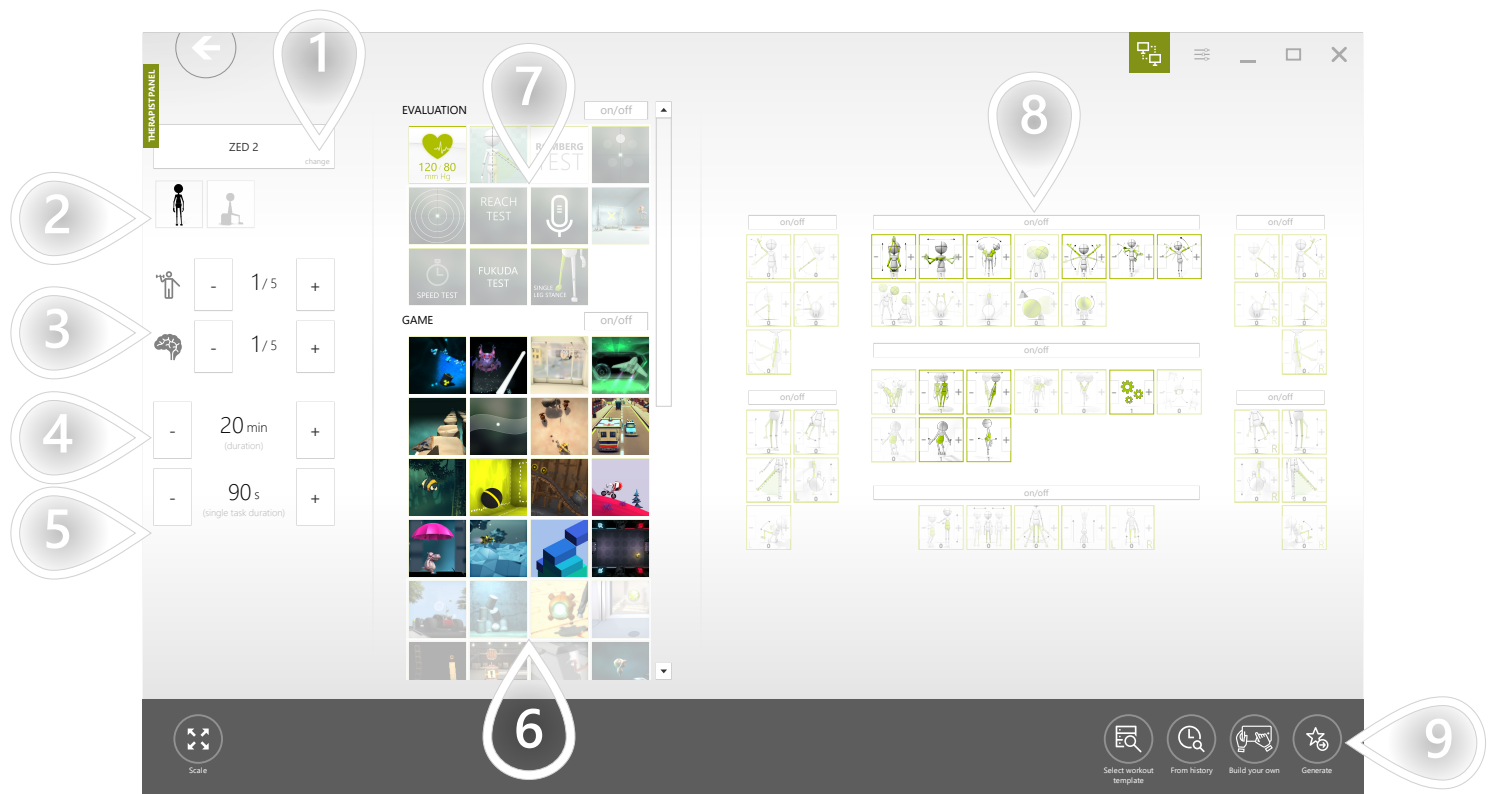 1
7
8
THERAPIST PANEL
EVALUATION
on/off
ZED 2
change
120 80
mm Hg
ROMBERG
TEST
2
REACH
TEST
on/off
on/off
on/off
SPEED TEST
FUKUDA
TEST
SINGLE
LEG STANCE
- 1/5 +
3
- 1/5 +
GAME
on/off
on/off
on/off
on/off
4
- 20 min +
(duration)
5
- 90 s +
(single task duration)
on/off
6
9
Scale
Select workout
template
From history
Build your own
Generate